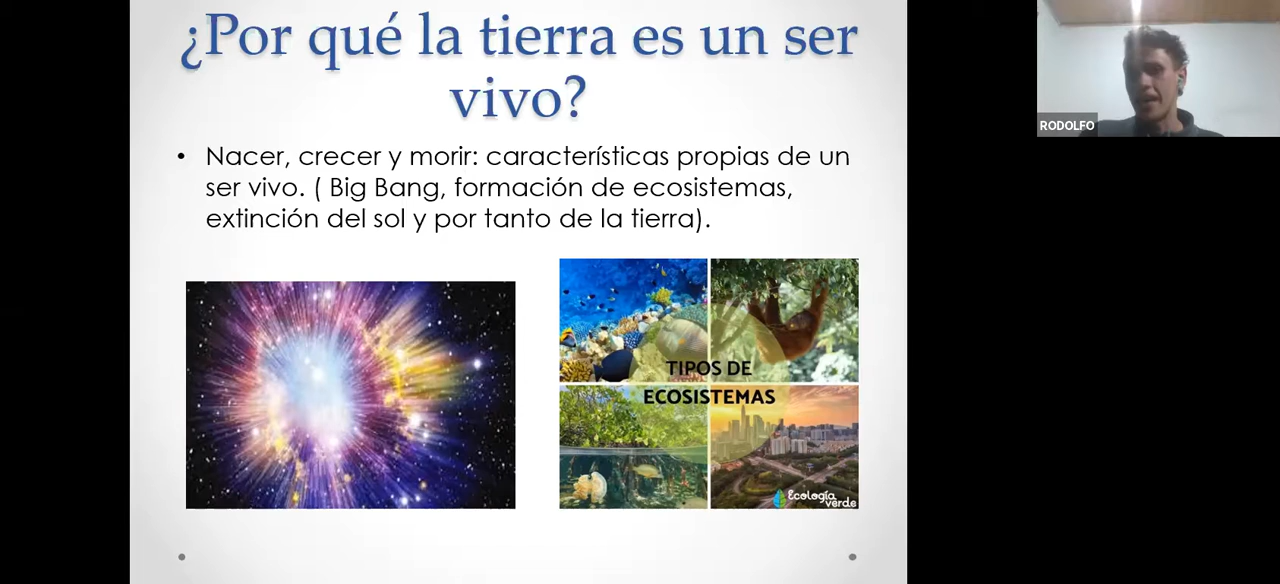 ¿Por qué la tierra es un ser
vivo?
• Nacer, crecer y morir: características propias de un
ser vivo. ( Big Bang, formación de ecosistemas,
extinción del sol y por tanto de la tierra).
TIPOS DE
ECOSISTEMAS
Ecología
verde
RODOLFO